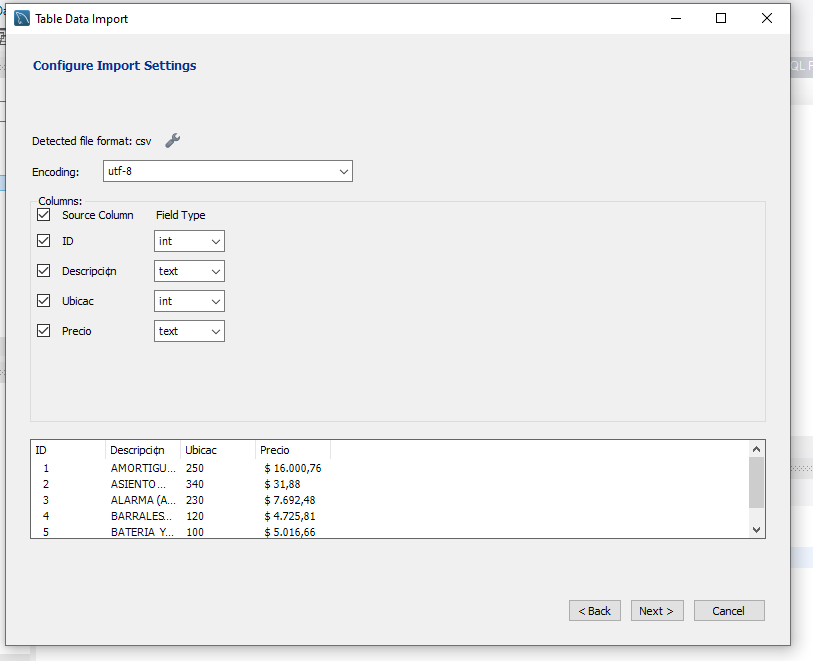 Table Data Import
Configure Import Settings
Detected file format: csv
Encoding: utf-8
Columns:
Source Column Field Type
ID int
Descripci¢n text
Ubicac int
Precio text
ID Descripci¢n Ubicac Precio
1 AMORTIGU... 250 $ 16.000,76
2 ASIENTO ... 340 $ 31,88
3 ALARMA (A... 230 $ 7.692,48
4 BARRALES... 120 $ 4.725,81
5 BATERIA Y... 100 $ 5.016,66
< Back Next > Cancel